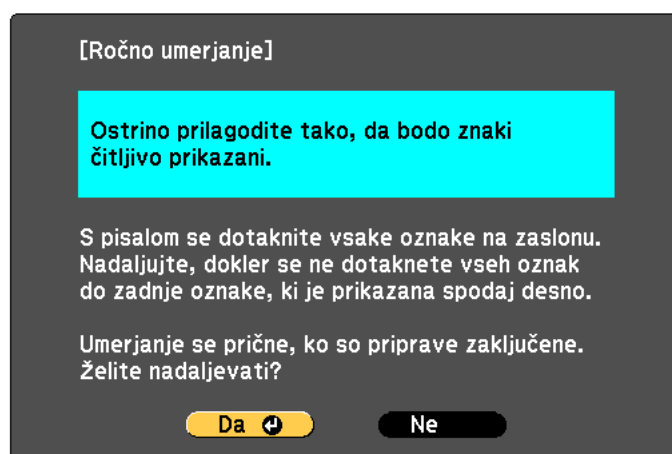 [Ročno umerjanje]
Ostrino prilagodite tako, da bodo znaki
čitljivo prikazani.
S pisalom se dotaknite vsake oznake na zaslonu.
Nadaljujte, dokler se ne dotaknete vseh oznak
do zadnje oznake, ki je prikazana spodaj desno.
Umerjanje se prične, ko so priprave zaključene.
Želite nadaljevati?
Da Ne